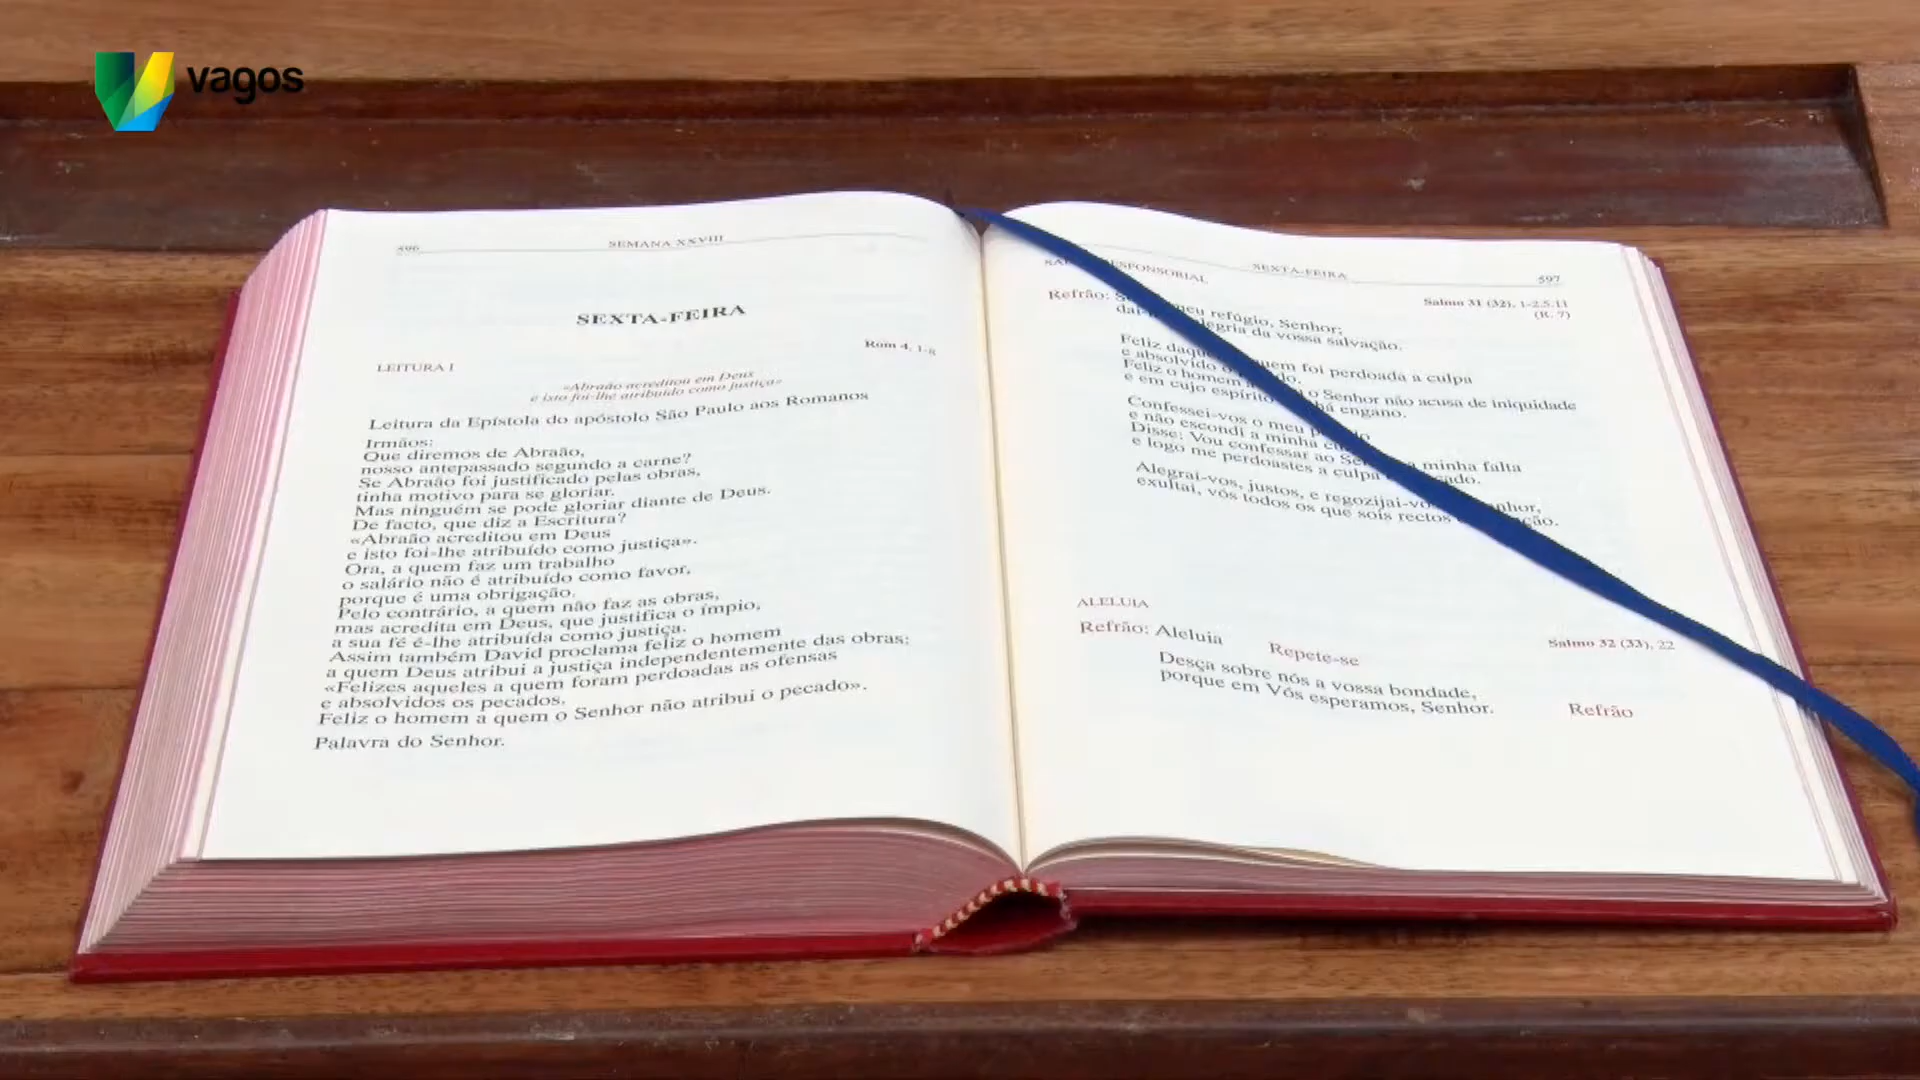 vagos
596
SEMANA XXVIII
SEXTA-FEIRA
LEITURA I
Rom 4, 1-8
«Abraão acreditou em Deus
e isto foi-lhe atribuído como justiça»
Leitura da Epístola do apóstolo São Paulo aos Romanos
Irmãos:
Que diremos de Abraão,
nosso antepassado segundo a carne?
Se Abraão foi justificado pelas obras,
tinha motivo para se gloriar.
Mas ninguém se pode gloriar diante de Deus.
De facto, que diz a Escritura?
«Abraão acreditou em Deus
e isto foi-lhe atribuído como justiça».
Ora, a quem faz um trabalho
o salário não é atribuído como favor,
porque é uma obrigação.
Pelo contrário, a quem não faz as obras,
mas acredita em Deus, que justifica o ímpio,
a sua fé é-lhe atribuída como justiça.
Assim também David proclama feliz o homem
a quem Deus atribui a justiça independentemente das obras:
«Felizes aqueles a quem foram perdoadas as ofensas
e absolvidos os pecados.
Feliz o homem a quem o Senhor não atribui o pecado».
Palavra do Senhor.
SEXTA-FEIRA
597
RESPONSORIAL
Salmo 31 (32), 1-2.5.11
(R. 7)
Refrão: meu refúgio, Senhor;
alegria da vossa salvação.
Feliz quem foi perdoada a culpa
e absolvido o
Feliz o homem o Senhor não acusa de iniquidade
e em cujo espírito engano.
Confessei-vos o meu
e não escondi a minha
Disse: Vou confessar ao a minha falta
e logo me perdoastes a culpa
Alegrai-vos, justos, e
exultai, vós todos os que sois rectos
ALELUIA
Salmo 32 (33), 22
Refrão: Aleluia Repete-se
Desça sobre nós a vossa bondade,
porque em Vós esperamos, Senhor. Refrão